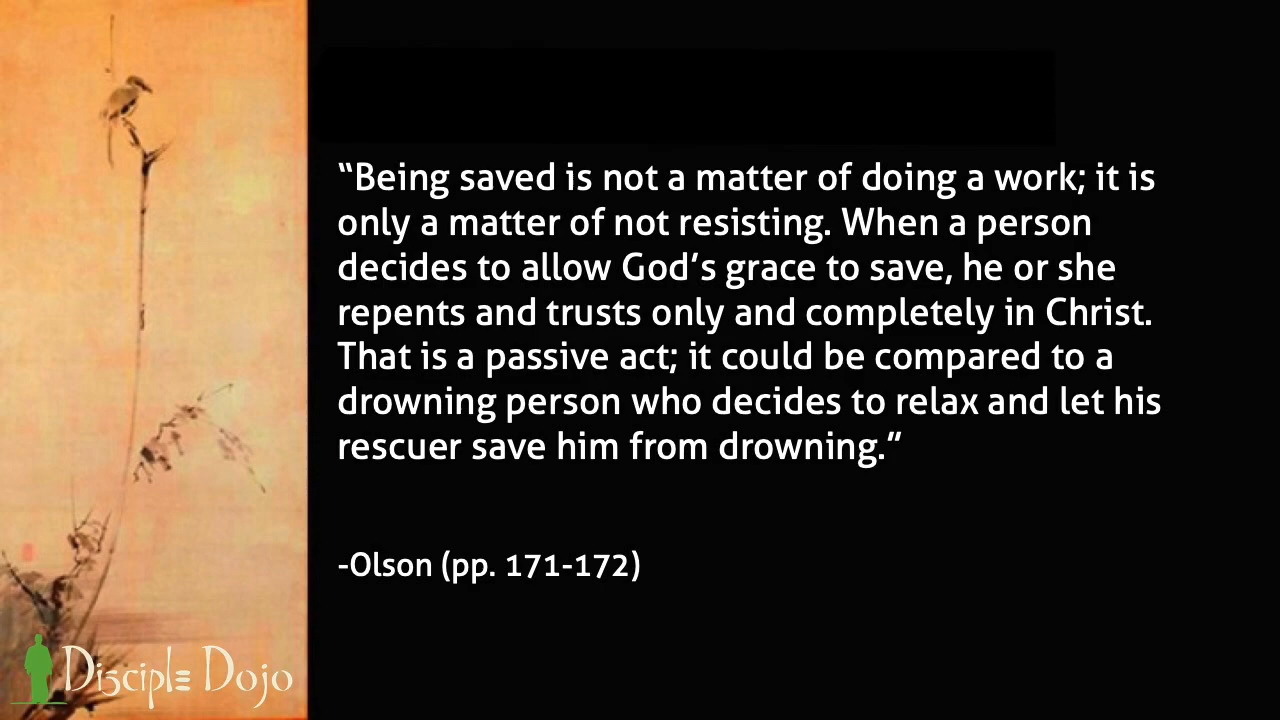 “Being saved is not a matter of doing a work; it is
only a matter of not resisting. When a person
decides to allow God’s grace to save, he or she
repents and trusts only and completely in Christ.
That is a passive act; it could be compared to a
drowning person who decides to relax and let his
rescuer save him from drowning.”
-Olson (pp. 171-172)
Disciple Dojo